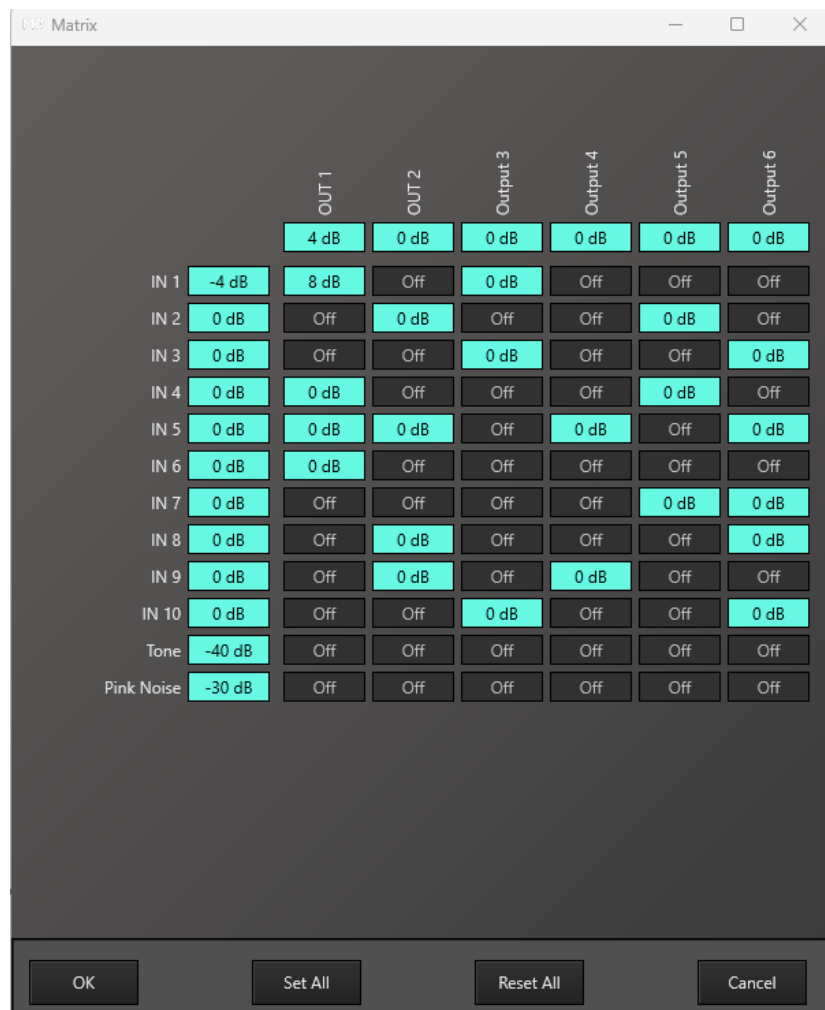 Matrix
OUT 1 OUT 2 Output 3 Output 4 Output 5 Output 6
4 dB 0 dB 0 dB 0 dB 0 dB 0 dB
IN 1 -4 dB 8 dB Off 0 dB Off Off Off
IN 2 0 dB Off 0 dB Off Off 0 dB Off
IN 3 0 dB Off Off 0 dB Off Off 0 dB
IN 4 0 dB 0 dB Off Off Off 0 dB Off
IN 5 0 dB 0 dB 0 dB Off 0 dB Off 0 dB
IN 6 0 dB 0 dB Off Off Off Off Off
IN 7 0 dB Off Off Off Off 0 dB 0 dB
IN 8 0 dB Off 0 dB Off Off Off 0 dB
IN 9 0 dB Off 0 dB Off 0 dB Off Off
IN 10 0 dB Off Off 0 dB Off Off 0 dB
Tone -40 dB Off Off Off Off Off Off
Pink Noise -30 dB Off Off Off Off Off Off
OK Set All Reset All Cancel